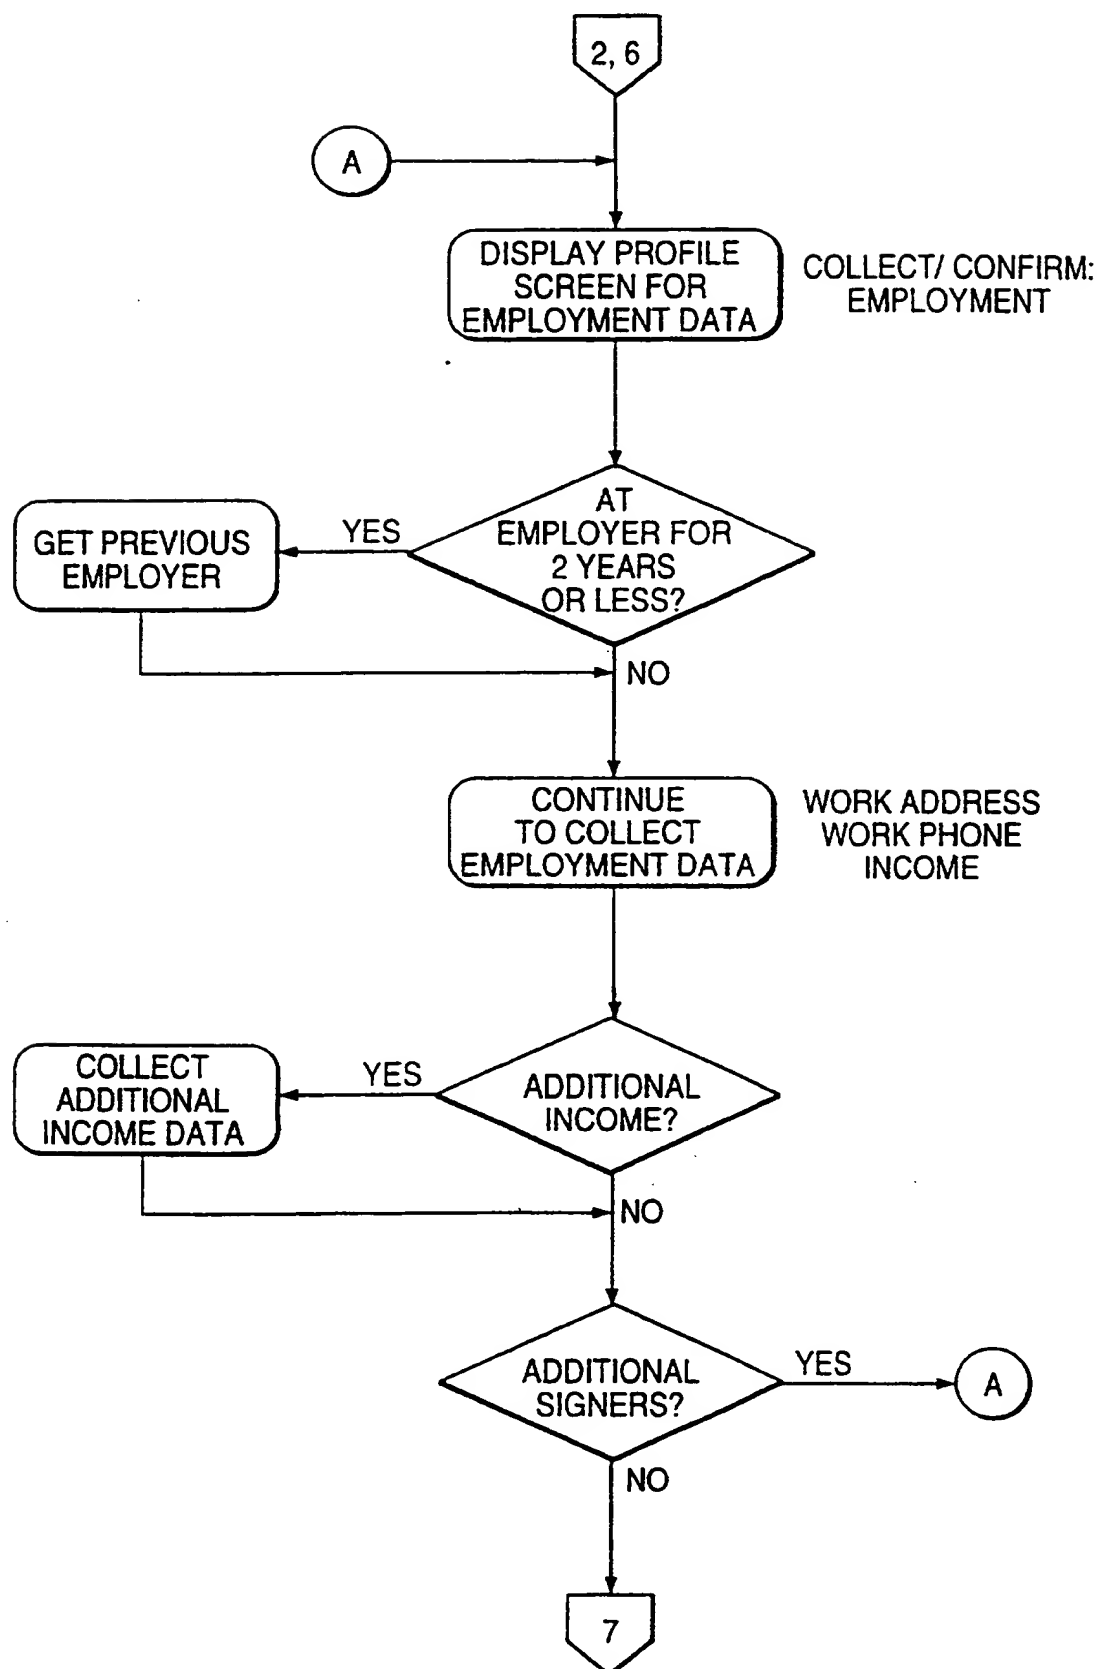 2, 6
A
DISPLAY PROFILE
SCREEN FOR
EMPLOYMENT DATA
COLLECT/ CONFIRM:
EMPLOYMENT
AT
EMPLOYER FOR
2 YEARS
OR LESS?
YES
GET PREVIOUS
EMPLOYER
NO
CONTINUE
TO COLLECT
EMPLOYMENT DATA
WORK ADDRESS
WORK PHONE
INCOME
ADDITIONAL
INCOME?
YES
COLLECT
ADDITIONAL
INCOME DATA
NO
ADDITIONAL
SIGNERS?
YES
A
NO
7